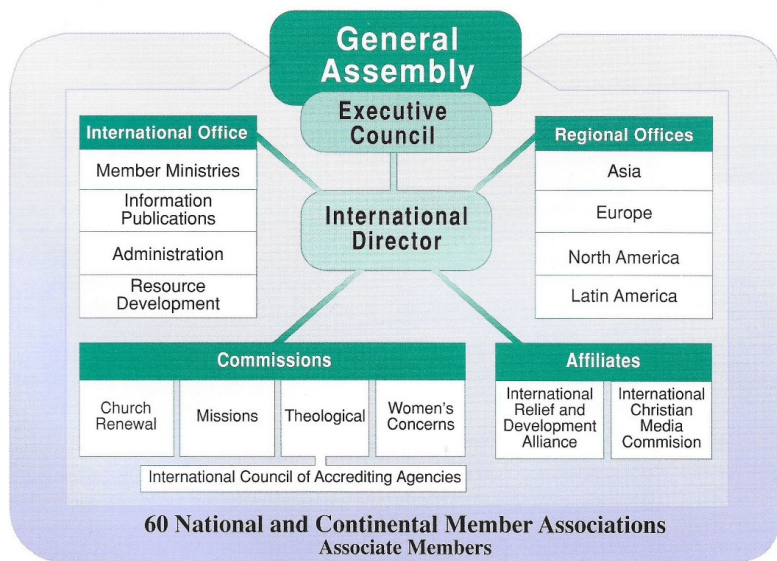 General
Assembly
Executive
Council
International
Director
International Office
Member Ministries
Information
Publications
Administration
Resource
Development
Regional Offices
Asia
Europe
North America
Latin America
Commissions
Church
Renewal
Missions
Theological
Women's
Concerns
International Council of Accrediting Agencies
Affiliates
International
Relief and
Development
Alliance
International
Christian
Media
Commision
60 National and Continental Member Associations
Associate Members